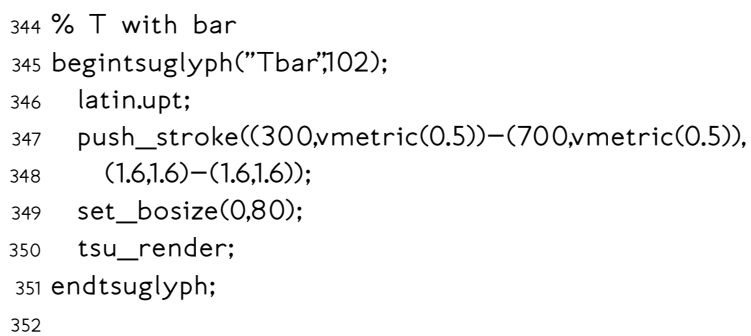 344 % T with bar
345 begintsuglyph("Tbar",102);
346 latin.upt;
347 push_stroke((300,vmetric(0.5))–(700,vmetric(0.5)),
348 (1.6,1.6)–(1.6,1.6));
349 set_bosize(0,80);
350 tsu_render;
351 endtsuglyph;
352